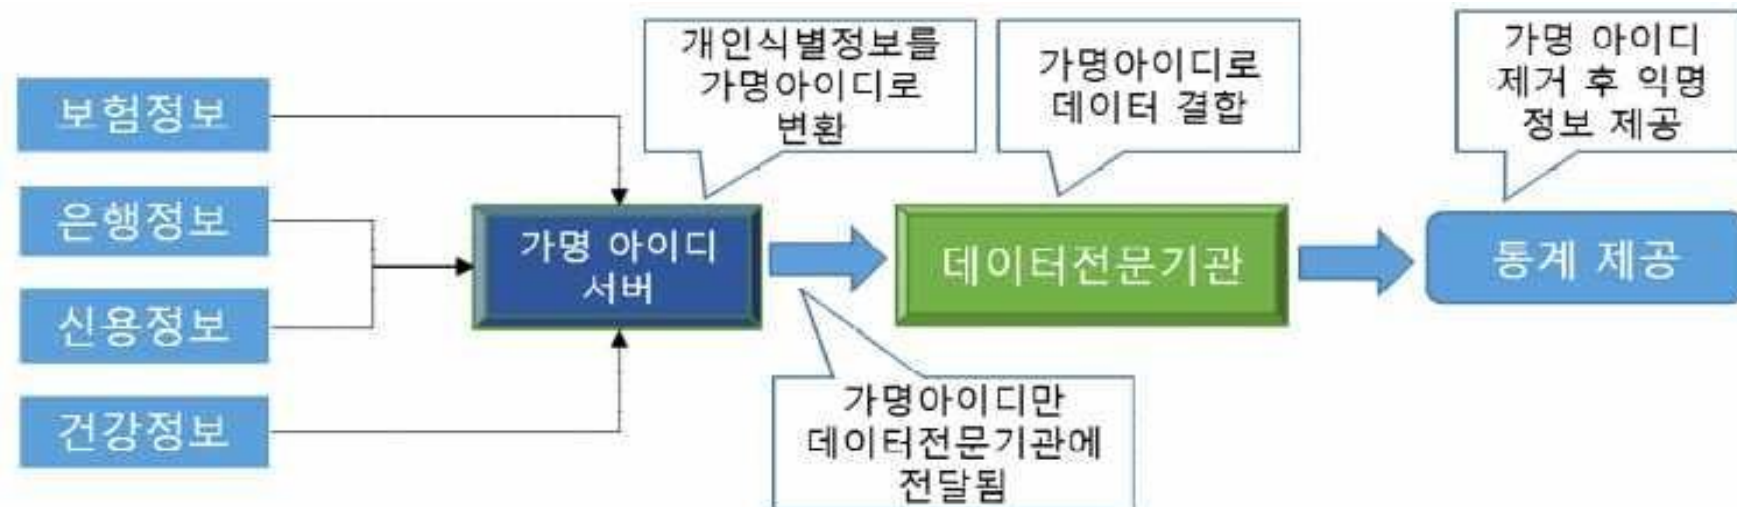 보험정보
은행정보
신용정보
건강정보
가명 아이디
서버
개인식별정보를
가명아이디로
변환
가명아이디만
데이터전문기관에
전달됨
데이터전문기관
가명아이디로
데이터 결합
통계 제공
가명 아이디
제거 후 익명
정보 제공